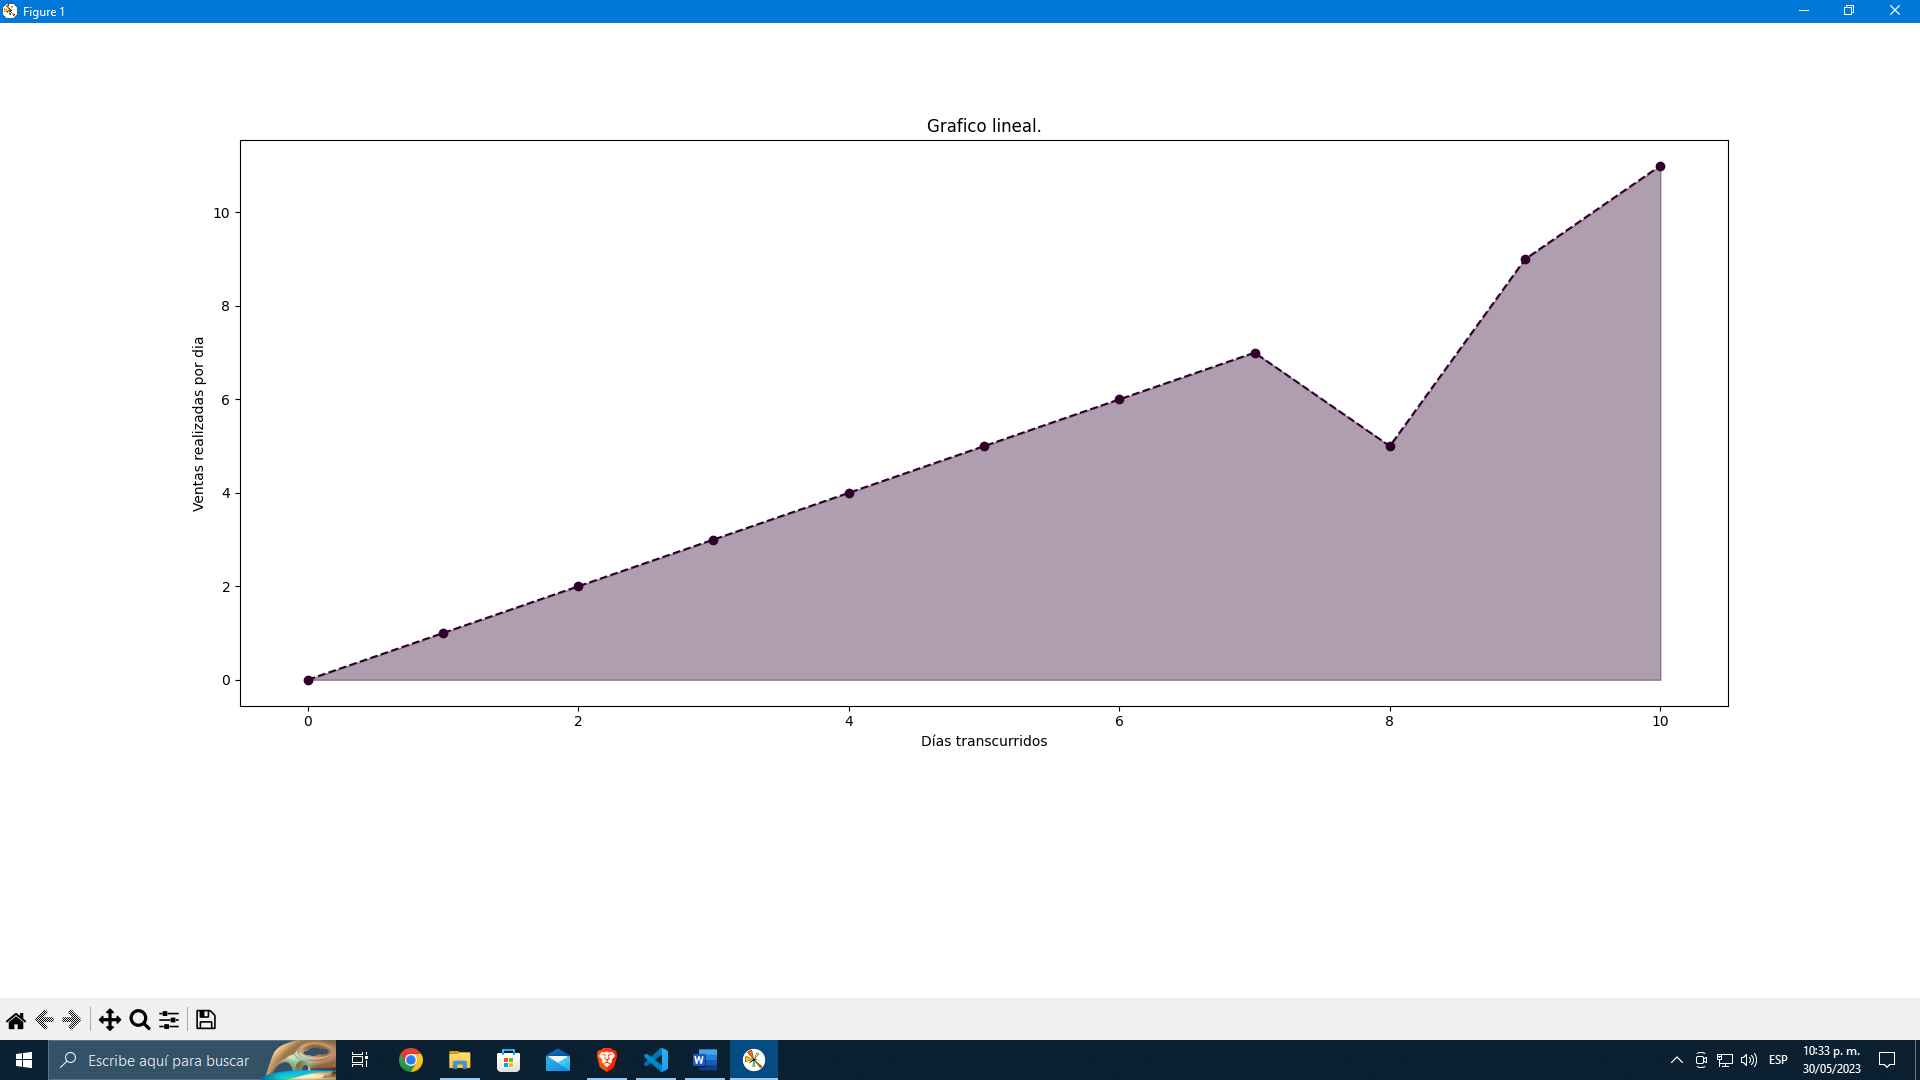 Figure 1
Grafico lineal.
10
8
6
4
2
0
Ventas realizadas por dia
0 2 4 6 8 10
Días transcurridos
Escribe aquí para buscar
W
ESP
10:33 p. m.
30/05/2023